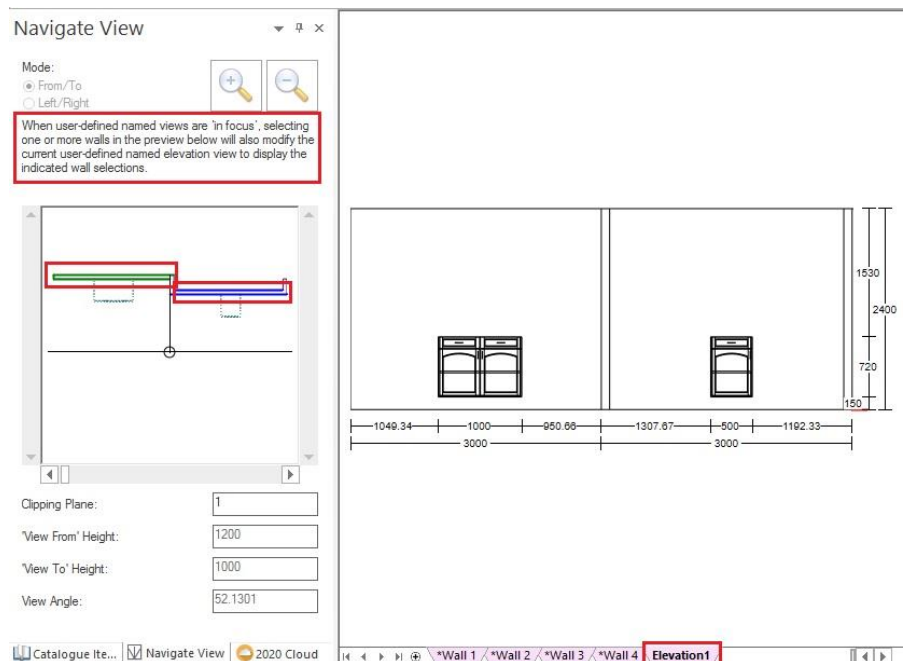 Navigate View
Mode:
From/To
Left/Right
When user-defined named views are 'in focus', selecting
one or more walls in the preview below will also modify the
current user-defined named elevation view to display the
indicated wall selections.
Clipping Plane: 1
'View From' Height: 1200
'View To' Height: 1000
View Angle: 52.1301
Catalogue Ite... Navigate View 2020 Cloud
1530
2400
720
150
1049.34 1000 950.66 1307.67 500 1192.33
3000 3000
*Wall 1 *Wall 2 *Wall 3 *Wall 4 Elevation1